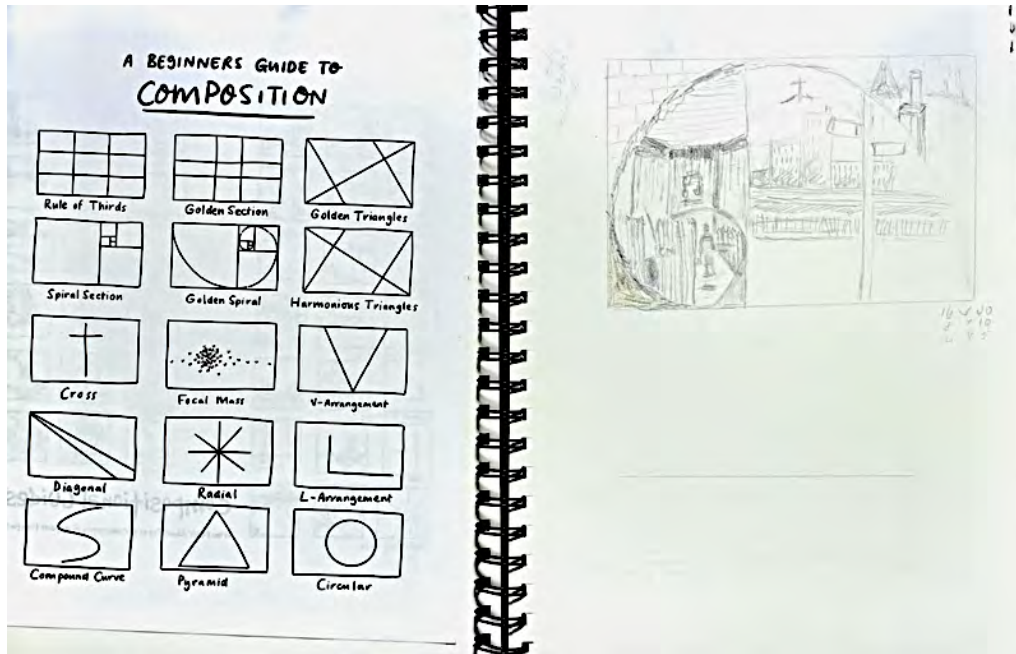 A BEGINNERS GUIDE TO
COMPOSITION
Rule of Thirds
Golden Section
Golden Triangles
Spiral Section
Golden Spiral
Harmonious Triangles
Cross
Focal Mass
V-Arrangement
Diagonal
Radial
L-Arrangement
Compound Curve
Pyramid
Circular